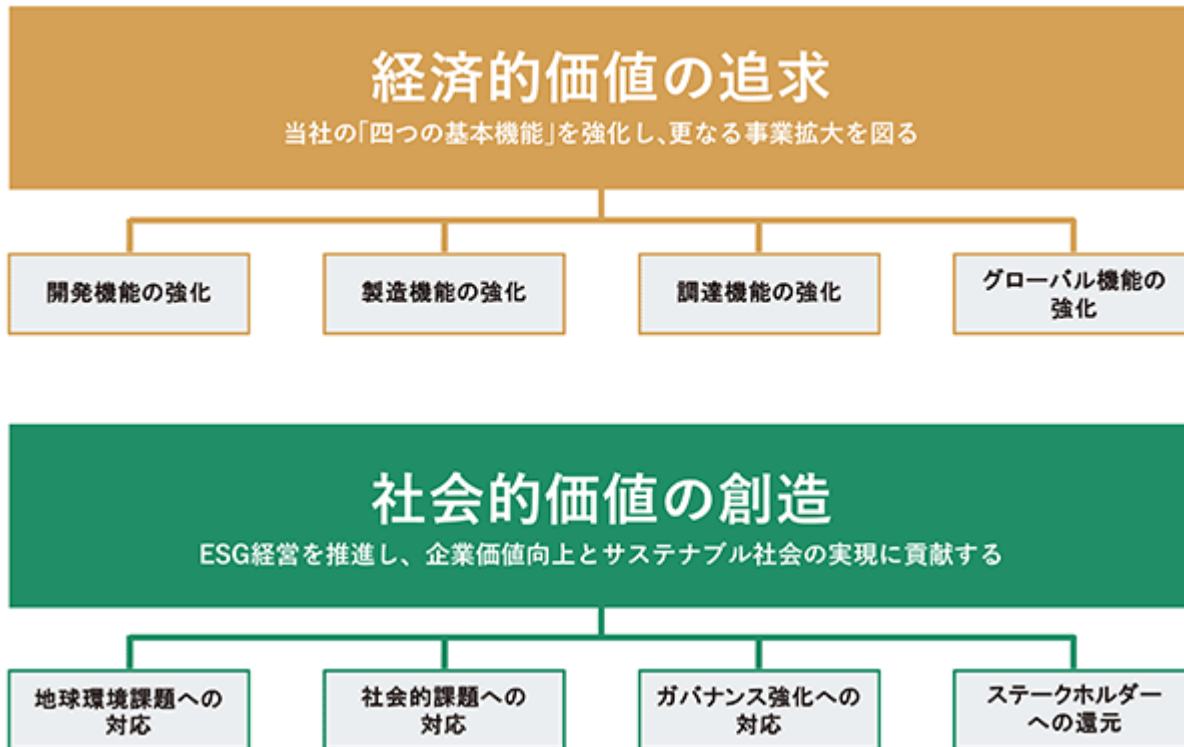 経済的価値の追求
当社の「四つの基本機能」を強化し、更なる事業拡大を図る
開発機能の強化
製造機能の強化
調達機能の強化
グローバル機能の
強化
社会的価値の創造
ESG経営を推進し、企業価値向上とサステナブル社会の実現に貢献する
地球環境課題への
対応
社会的課題への
対応
ガバナンス強化への
対応
ステークホルダー
への還元